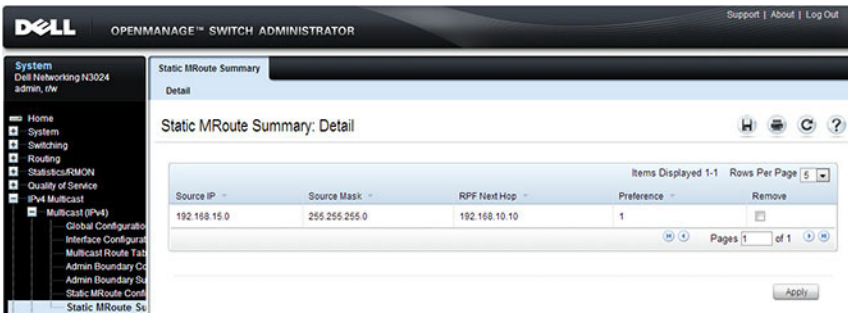 Support | About | Log Out
DELL OPENMANAGE™ SWITCH ADMINISTRATOR
System
Dell Networking N3024
admin, r/w
Home
System
Switching
Routing
Statistics/RMON
Quality of Service
IPv4 Multicast
Multicast (IPv4)
Global Configuratio
Interface Configurat
Multicast Route Tab
Admin Boundary Co
Admin Boundary Su
Static MRoute Confi
Static MRoute Su
Static MRoute Summary
Detail
Static MRoute Summary: Detail
Items Displayed 1-1 Rows Per Page 5
Source IP Source Mask RPF Next Hop Preference Remove
192.168.15.0 255.255.255.0 192.168.10.10 1
Pages 1 of 1
Apply